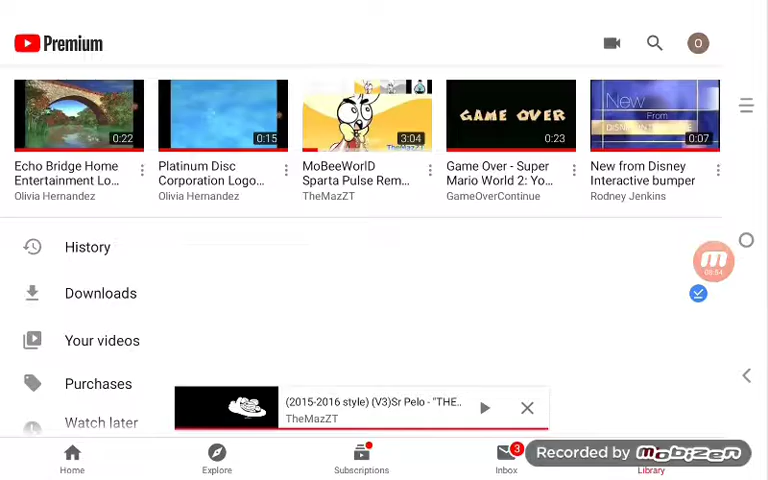 Premium
O
0:22
0:15
3:04
TheMazZT
GAME OVER
0:23
New
From
0:07
Echo Bridge Home
Entertainment Lo...
Olivia Hernandez
Platinum Disc
Corporation Logo...
Olivia Hernandez
MoBeeWorlD
Sparta Pulse Rem...
TheMazZT
Game Over - Super
Mario World 2: Yo...
GameOverContinue
New from Disney
Interactive bumper
Rodney Jenkins
History
Downloads
Your videos
Purchases
Watch later
(2015-2016 style) (V3)Sr Pelo - "THE..
TheMazZT
Home
Explore
Subscriptions
3
Inbox
Library
Recorded by mobizen